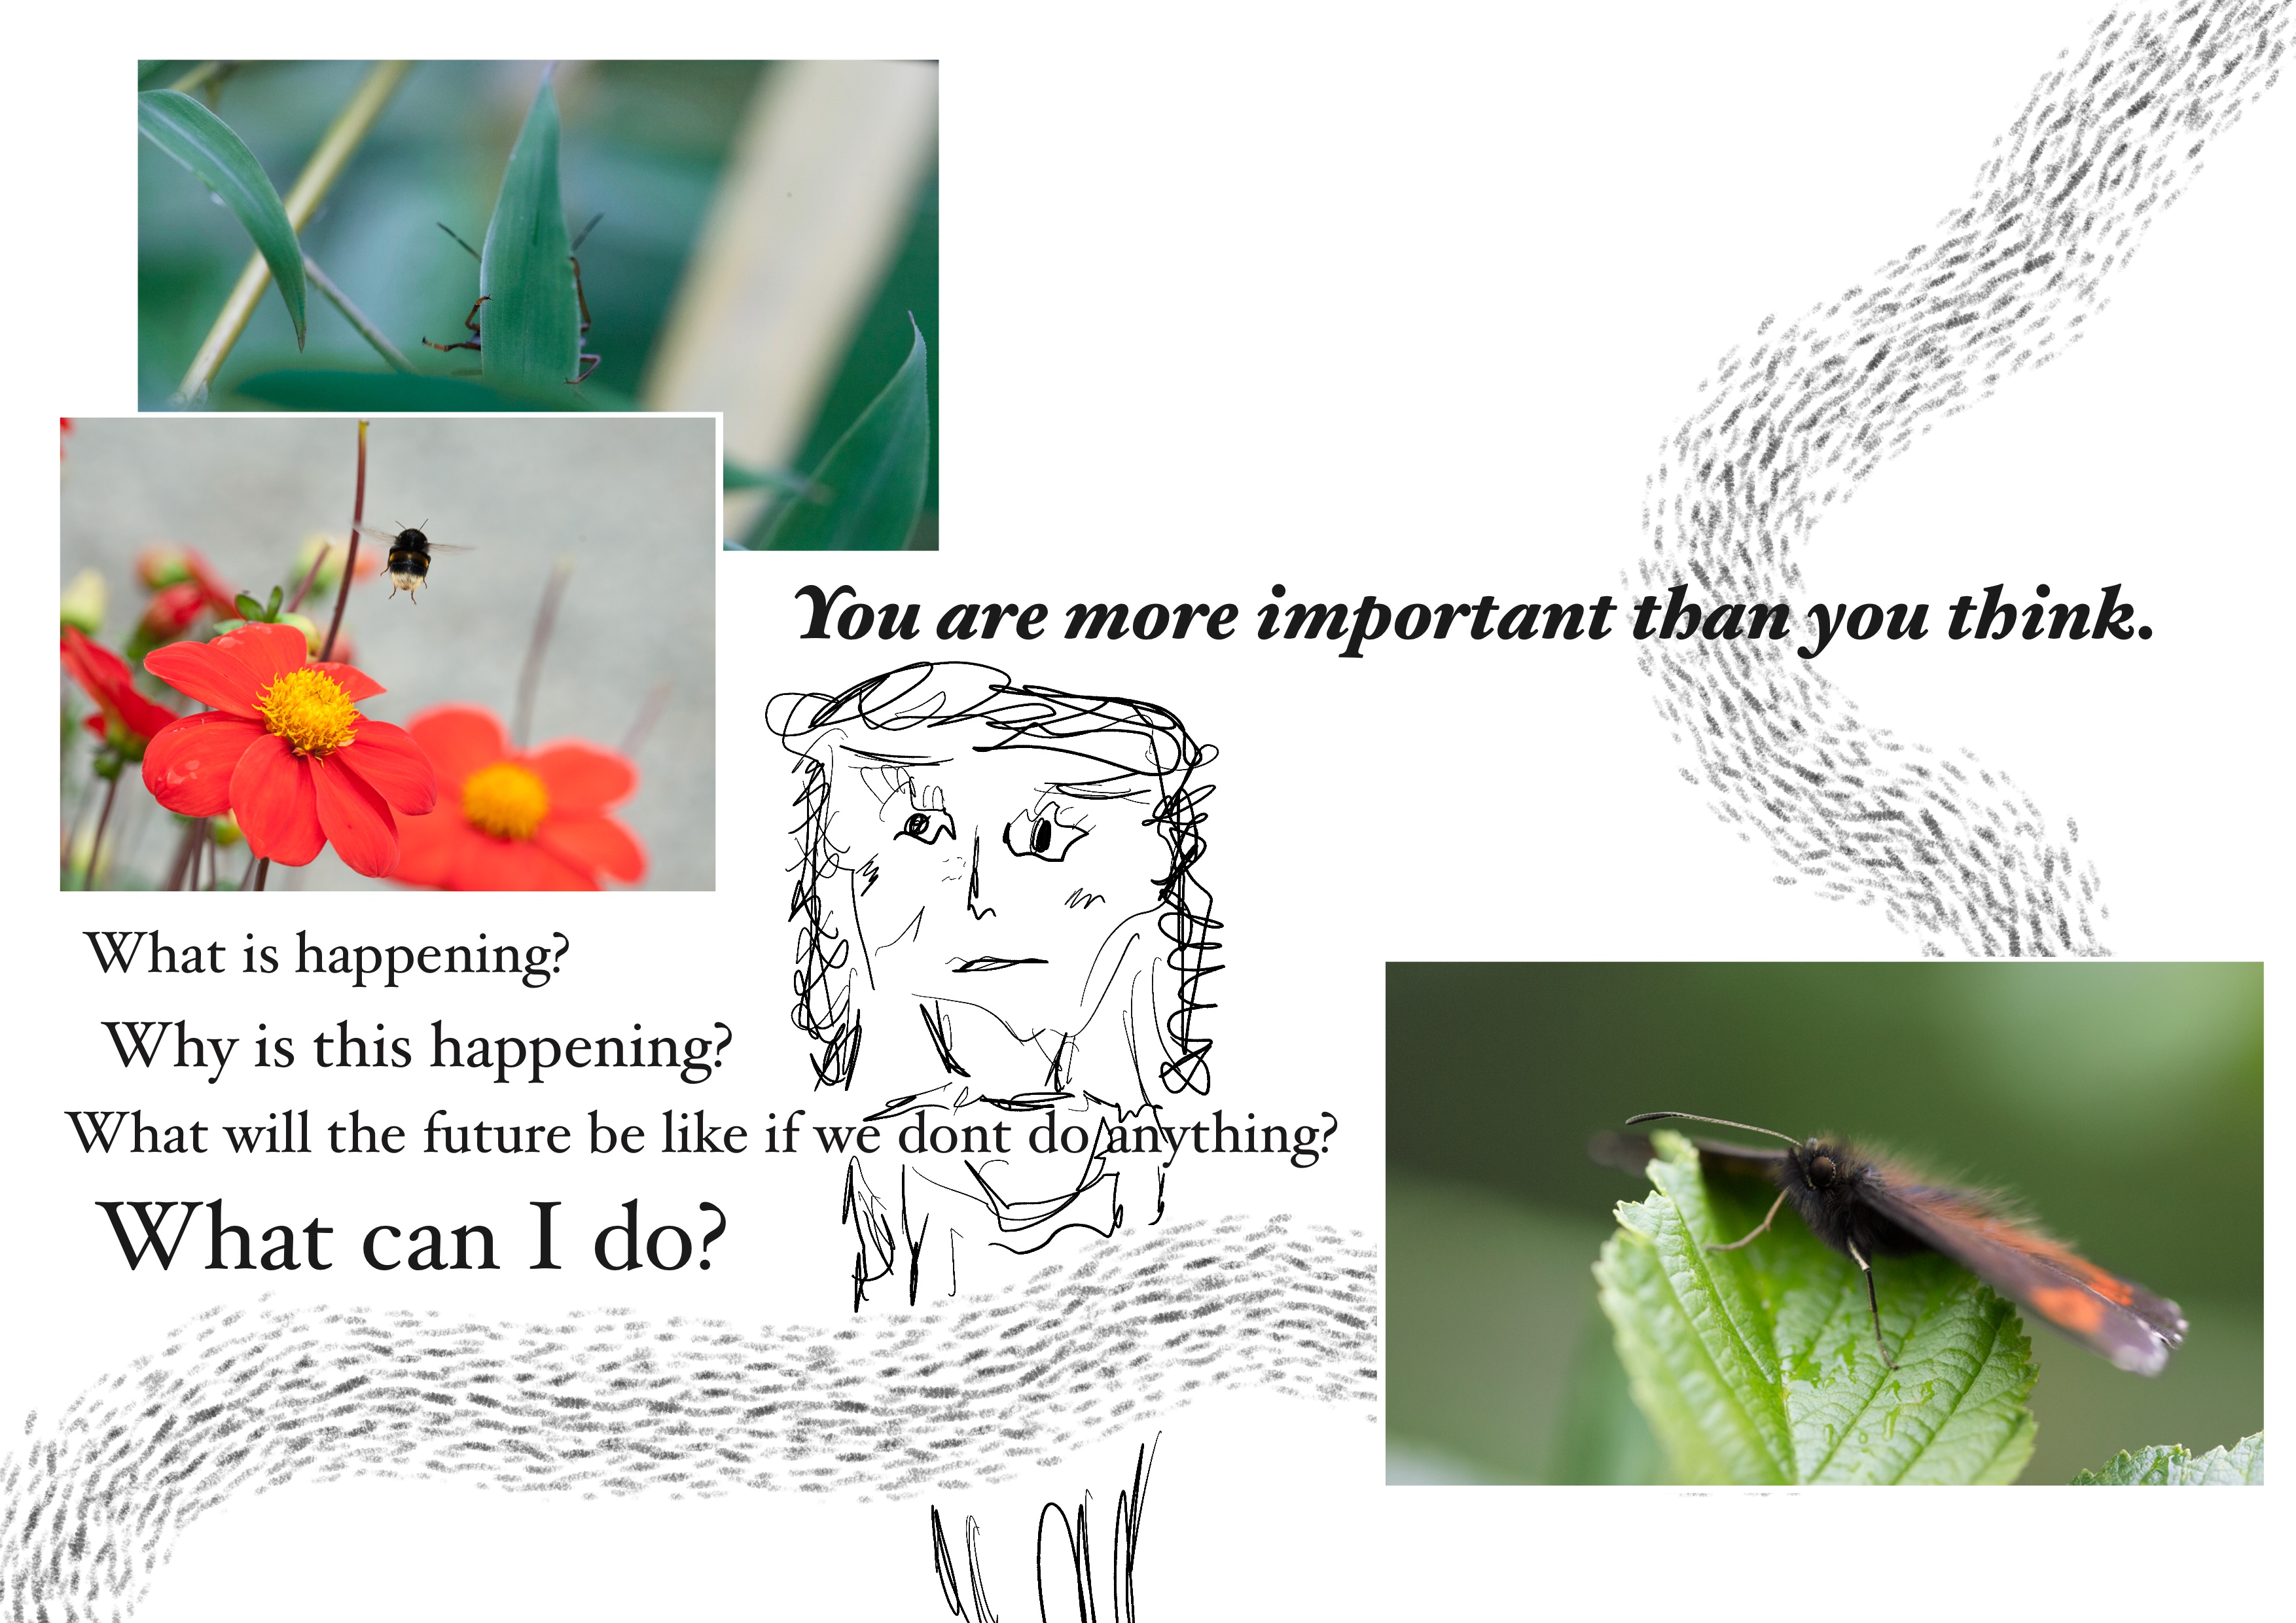 You are more important than you think.
What is happening?
Why is this happening?
What will the future be like if we dont do anything?
What can I do?